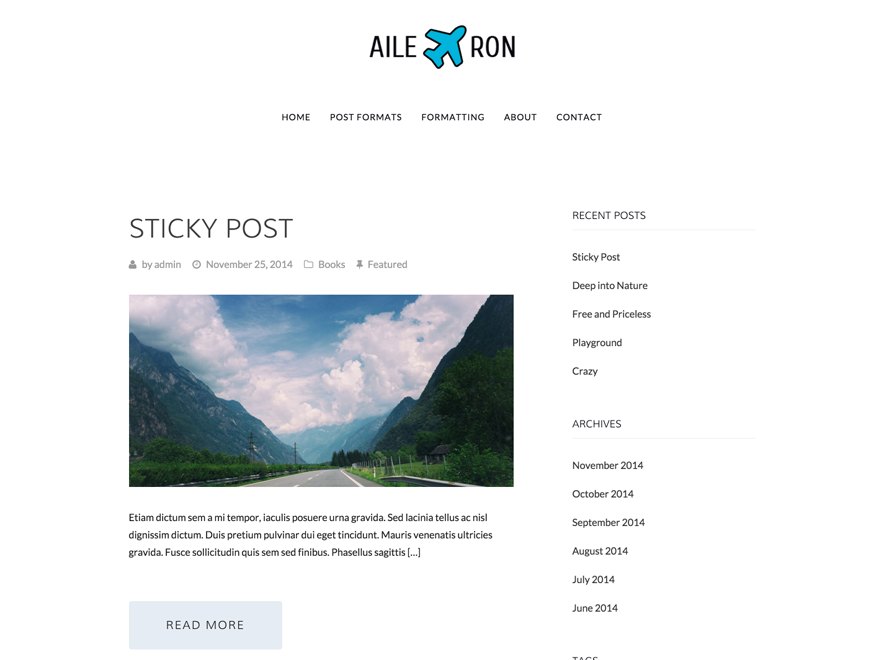 AILE RON
HOME POST FORMATS FORMATTING ABOUT CONTACT
STICKY POST
by admin November 25, 2014 Books Featured
Etiam dictum sem a mi tempor, iaculis posuere urna gravida. Sed lacinia tellus ac nisl
dignissim dictum. Duis pretium pulvinar dui eget tincidunt. Mauris venenatis ultricies
gravida. Fusce sollicitudin quis sem sed finibus. Phasellus sagittis [...]
READ MORE
RECENT POSTS
Sticky Post
Deep into Nature
Free and Priceless
Playground
Crazy
ARCHIVES
November 2014
October 2014
September 2014
August 2014
July 2014
June 2014
TAGS